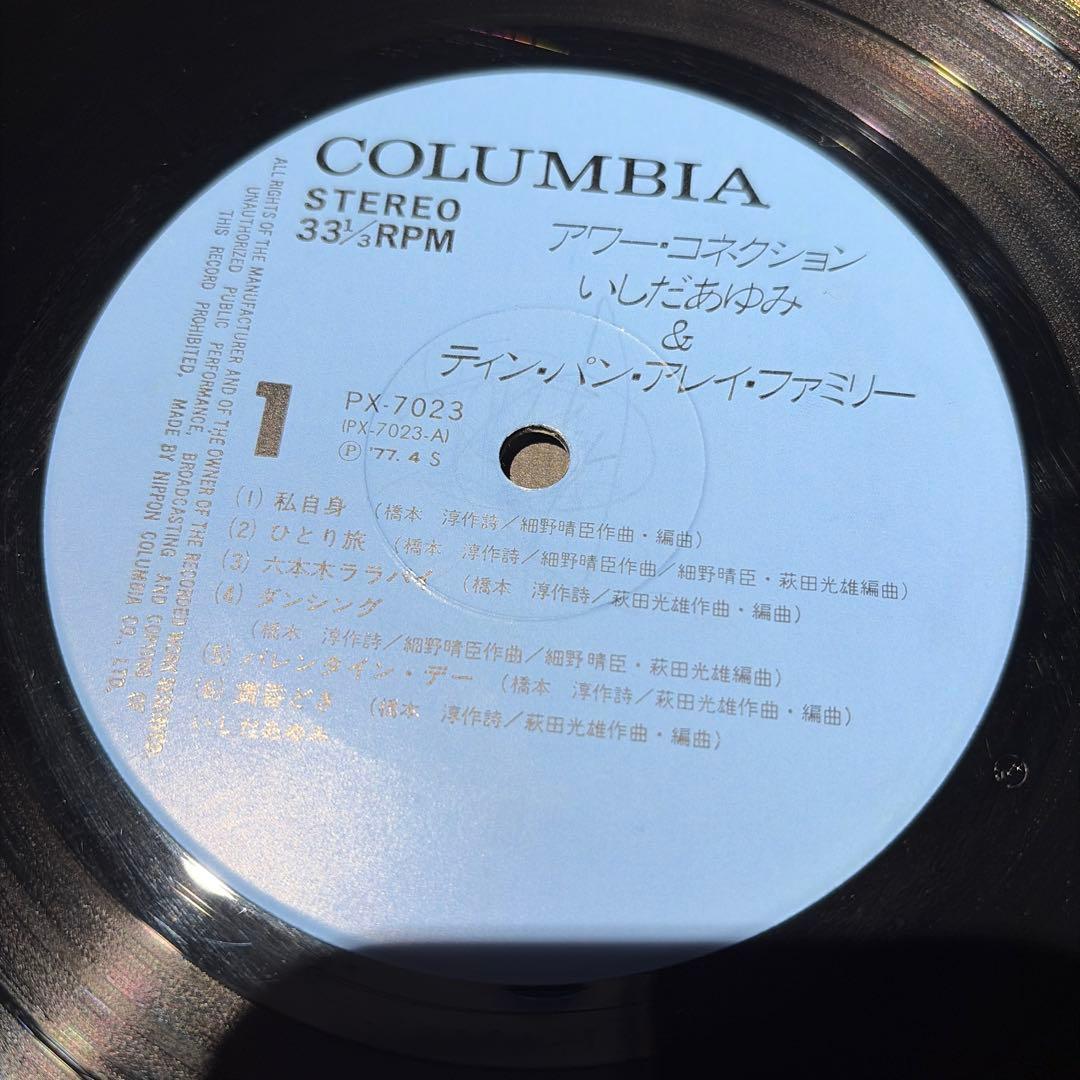 COLUMBIA
STEREO
33⅓RPM
アワー・コネクション
いしだあゆみ
&
ティン・パン・アレイ・ファミリー
1
PX-7023
(PX-7023-A)
Ⓟ '77. 4 S
(1) 私自身 (橋本 淳作詩/細野晴臣作曲・編曲)
(2) ひとり旅 (橋本 淳作詩/細野晴臣作曲/細野晴臣・萩田光雄編曲)
(3) 六本木ララバイ (橋本 淳作詩/萩田光雄作曲・編曲)
(4) ダンシング
(橋本 淳作詩/細野晴臣作曲/細野晴臣・萩田光雄編曲)
(5) バレンタイン・デー (橋本 淳作詩/萩田光雄作曲・編曲)
(6) どき (橋本 淳作詩/萩田光雄作曲・編曲)
いしだあゆみ
ALL RIGHTS OF THE MANUFACTURER AND OF THE OWNER OF THE RECORDED WORK RESERVED.
UNAUTHORIZED PUBLIC PERFORMANCE, BROADCASTING AND COPYING OF
THIS RECORD PROHIBITED. MADE BY NIPPON COLUMBIA CO., LTD.